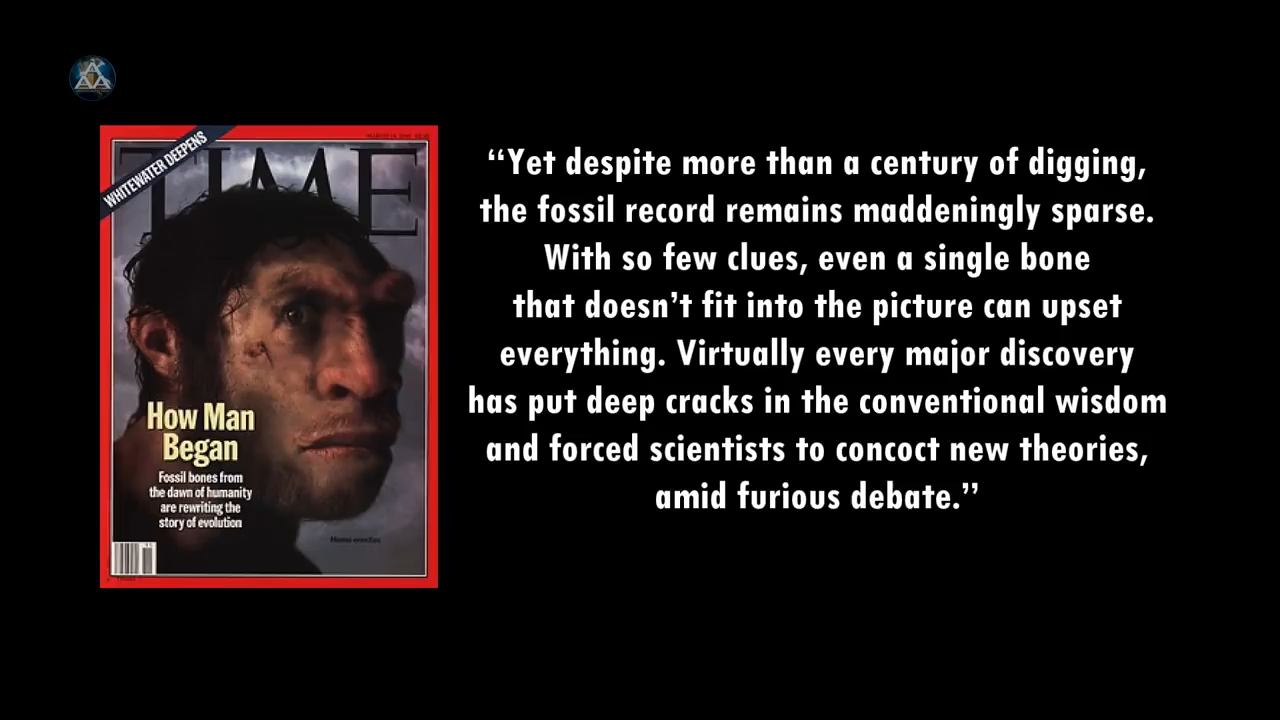 WHITEWATER DEEPENS
TIME
How Man
Began
Fossil bones from
the dawn of humanity
are rewriting the
story of evolution
Homo erectus
“Yet despite more than a century of digging,
the fossil record remains maddeningly sparse.
With so few clues, even a single bone
that doesn’t fit into the picture can upset
everything. Virtually every major discovery
has put deep cracks in the conventional wisdom
and forced scientists to concoct new theories,
amid furious debate.”